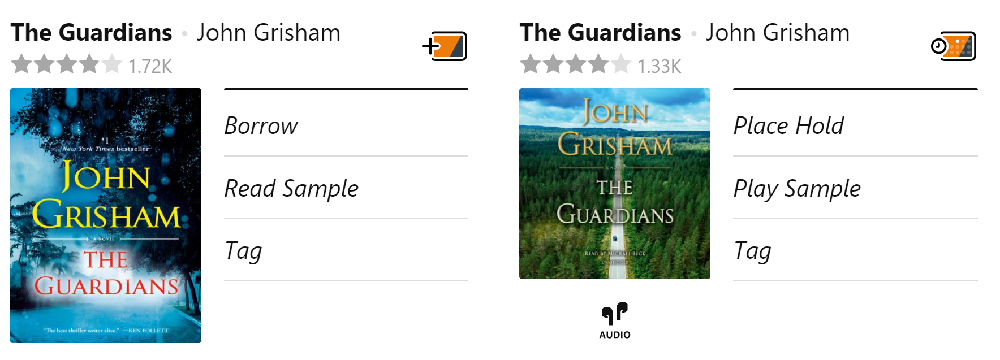 The Guardians • John Grisham
1.72K
#1
New York Times bestseller
JOHN
GRISHAM
A NOVEL
THE
GUARDIANS
"The best thriller writer alive." —KEN FOLLETT
Borrow
Read Sample
Tag
The Guardians • John Grisham
1.33K
JOHN
GRISHAM
A NOVEL
THE
GUARDIANS
READ BY MICHAEL BECK
UNABRIDGED
AUDIO
Place Hold
Play Sample
Tag